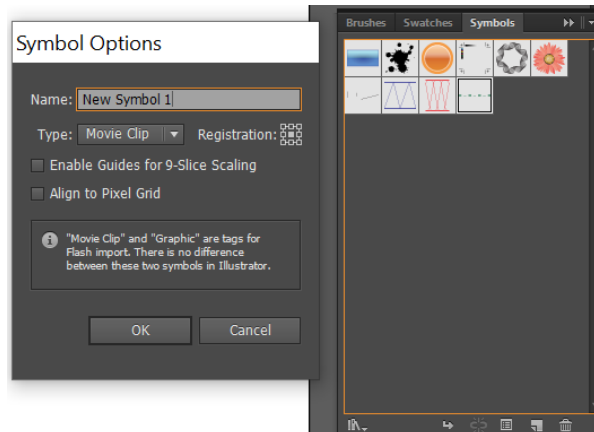 Symbol Options
Name: New Symbol 1
Type: Movie Clip Registration:
Enable Guides for 9-Slice Scaling
Align to Pixel Grid
"Movie Clip" and "Graphic" are tags for
Flash import. There is no difference
between these two symbols in Illustrator.
OK Cancel
Brushes Swatches Symbols